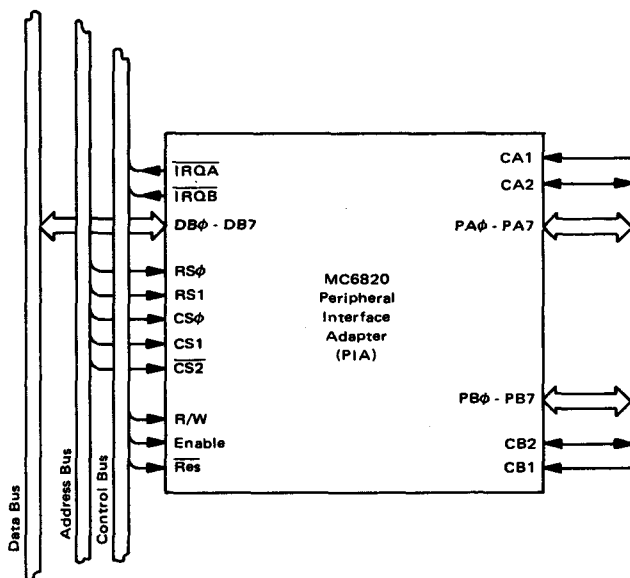 IRQA
IRQB
DBϕ - DB7
RSϕ
RS1
CSϕ
CS1
CS2
R/W
Enable
Res
MC6820
Peripheral
Interface
Adapter
(PIA)
CA1
CA2
PAϕ - PA7
PBϕ - PB7
CB2
CB1
Data Bus
Address Bus
Control Bus